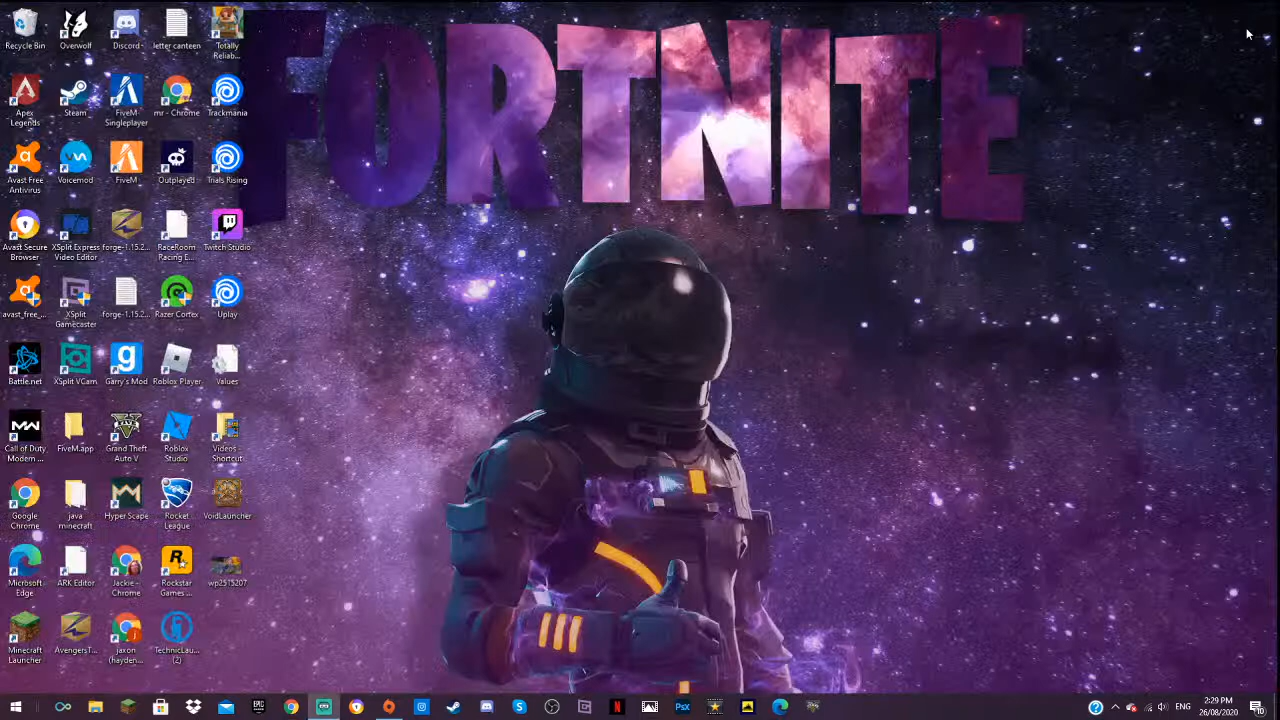 FORTNITE
Recycle Bin
Overwolf
Discord
letter canteen
Totally
Reliab...
Apex
Legends
Steam
FiveM
Singleplayer
mr - Chrome
Trackmania
Avast Free
Antivirus
Voicemod
FiveM
Outplayed
Trials Rising
Avast Secure
Browser
XSplit Express
Video Editor
forge-1.15.2...
RaceRoom
Racing E...
Twitch Studio
avast_free_...
XSplit
Gamecaster
forge-1.15.2...
Razer Cortex
Uplay
Battle.net
XSplit VCam
Garry's Mod
Roblox Player
Values
Call of Duty
Modern ...
FiveM.app
Grand Theft
Auto V
Roblox
Studio
Videos -
Shortcut
Google
Chrome
java
minecraft
Hyper Scape
Rocket
League
VoidLauncher
Microsoft
Edge
ARK Editor
Jackie -
Chrome
Rockstar
Games ...
wp2515207
Minecraft
Launcher
AvengersT...
jaxon
(hayden...
TechnicLau...
(2)
EPIC
GAMES
PSX
ENG
2:29 PM
26/08/2020